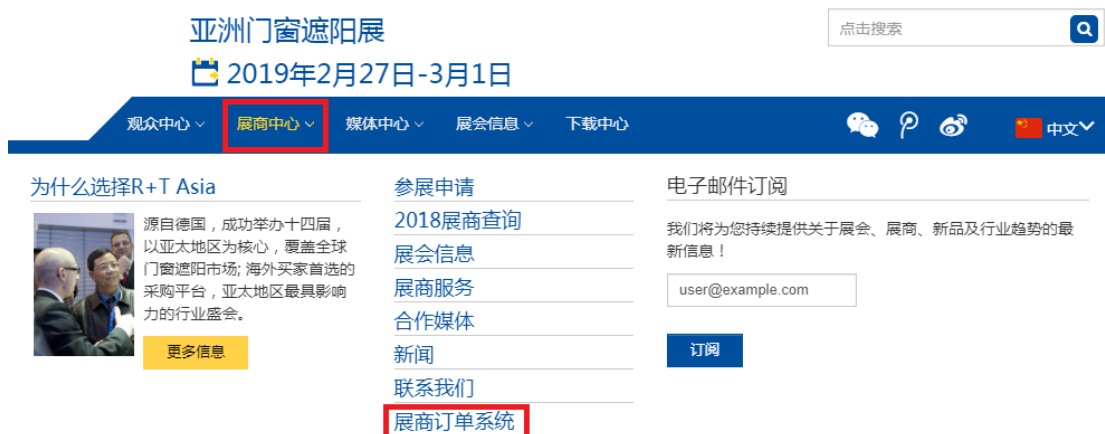 亚洲门窗遮阳展
点击搜索
2019年2月27日-3月1日
观众中心
展商中心
媒体中心
展会信息
下载中心
中文
为什么选择R+T Asia
源自德国，成功举办十四届，
以亚太地区为核心，覆盖全球
门窗遮阳市场; 海外买家首选的
采购平台，亚太地区最具影响
力的行业盛会。
更多信息
参展申请
2018展商查询
展会信息
展商服务
合作媒体
新闻
联系我们
展商订单系统
电子邮件订阅
我们将为您持续提供关于展会、展商、新品及行业趋势的最
新信息！
user@example.com
订阅